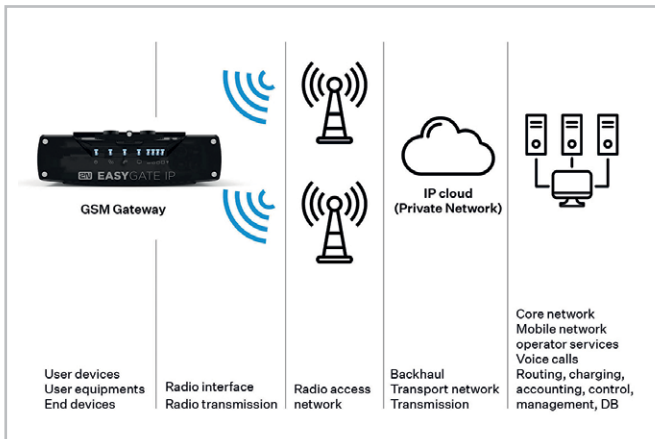 2N EASYGATE IP
GSM Gateway
IP cloud
(Private Network)
User devices
User equipments
End devices
Radio interface
Radio transmission
Radio access
network
Backhaul
Transport network
Transmission
Core network
Mobile network
operator services
Voice calls
Routing, charging,
accounting, control,
management, DB